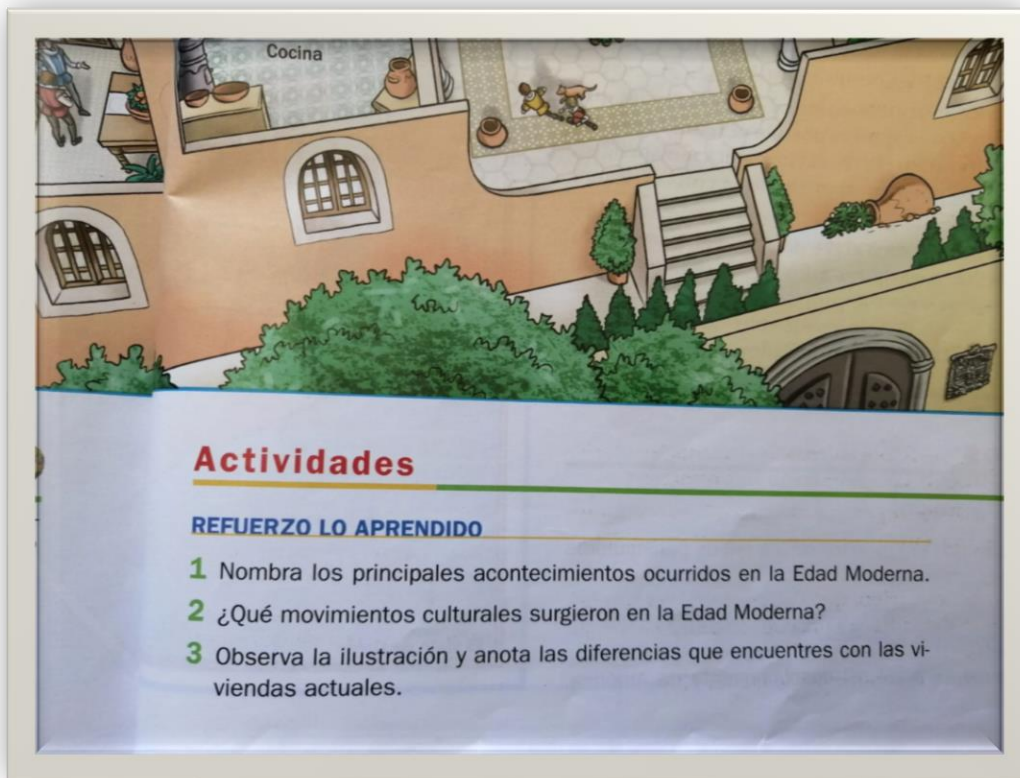 Cocina
Actividades
REFUERZO LO APRENDIDO
1 Nombra los principales acontecimientos ocurridos en la Edad Moderna.
2 ¿Qué movimientos culturales surgieron en la Edad Moderna?
3 Observa la ilustración y anota las diferencias que encuentres con las vi-
viendas actuales.